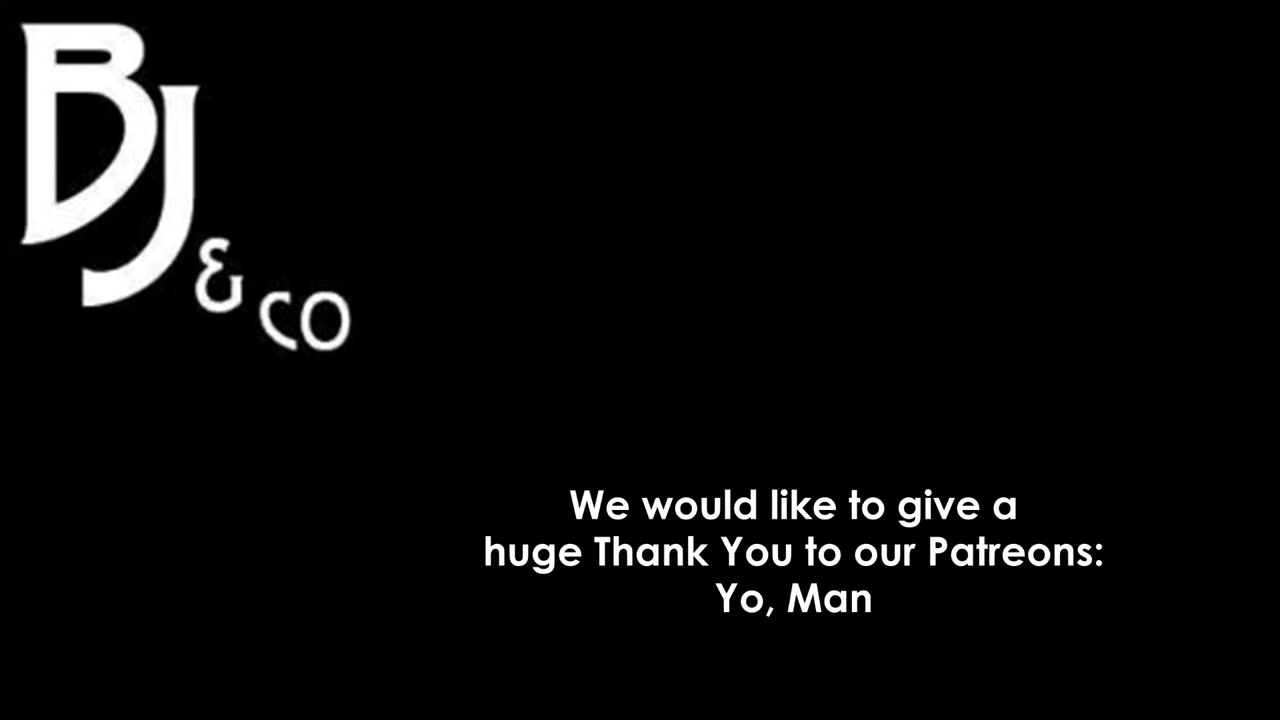 BJ
& CO
We would like to give a
huge Thank You to our Patreons:
Yo, Man